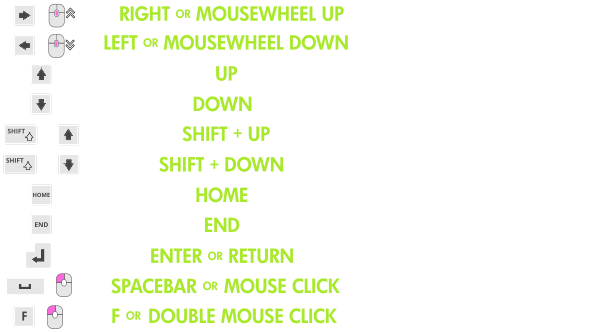 RIGHT OR MOUSEWHEEL UP
LEFT OR MOUSEWHEEL DOWN
UP
DOWN
SHIFT SHIFT + UP
SHIFT SHIFT + DOWN
HOME HOME
END END
ENTER OR RETURN
SPACEBAR OR MOUSE CLICK
F F OR DOUBLE MOUSE CLICK